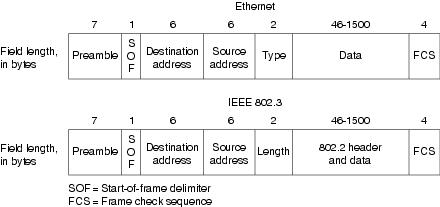 Ethernet
7 1 6 6 2 46-1500 4
Field length, in bytes
Preamble
S O F
Destination address
Source address
Type
Data
FCS
IEEE 802.3
7 1 6 6 2 46-1500 4
Field length, in bytes
Preamble
S O F
Destination address
Source address
Length
802.2 header and data
FCS
SOF = Start-of-frame delimiter
FCS = Frame check sequence